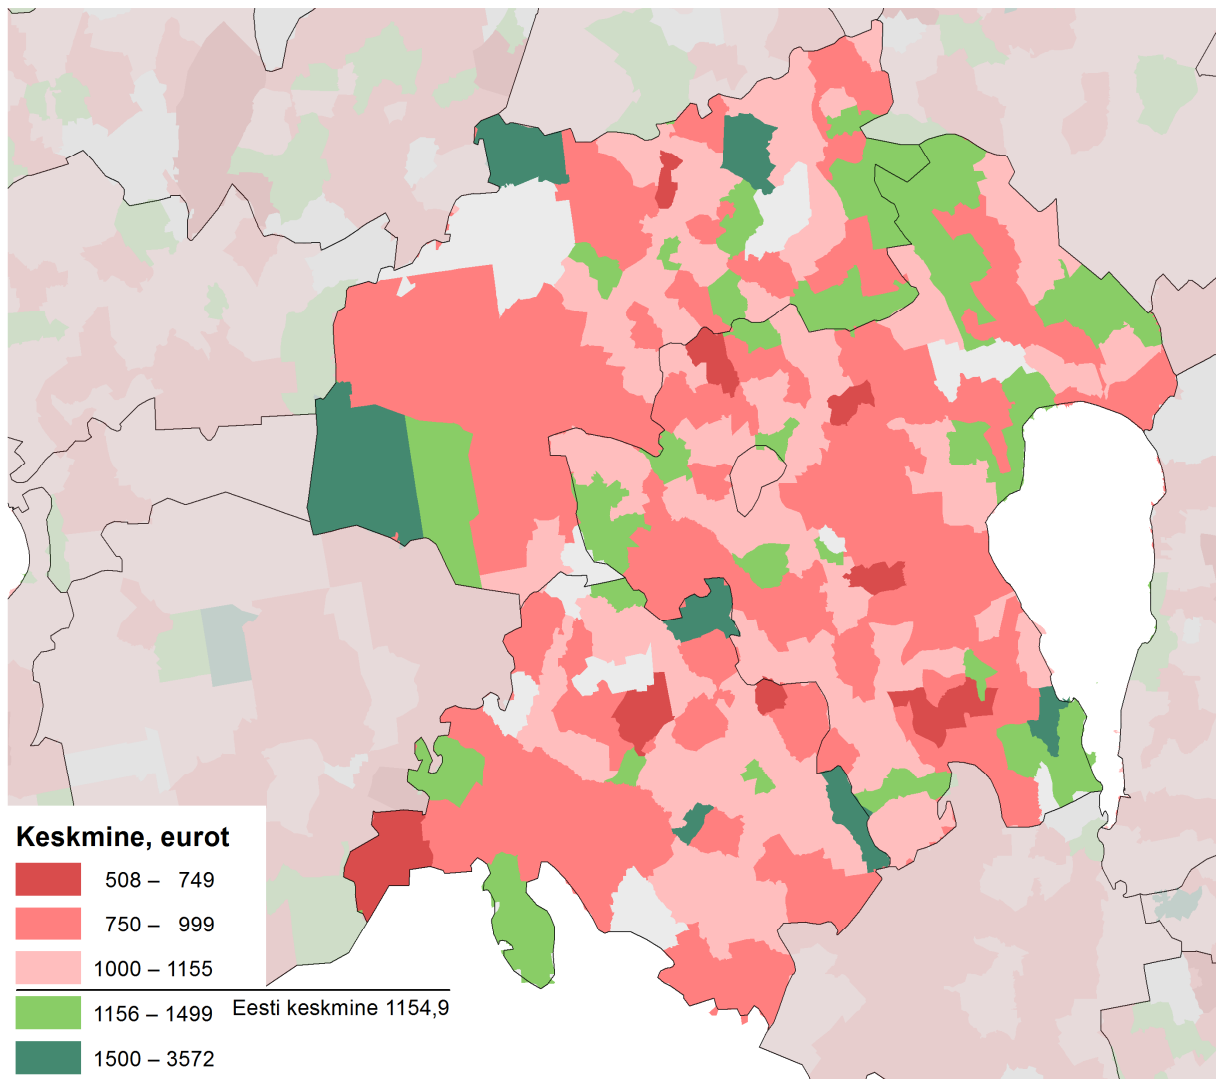 Keskmine, eurot
508 – 749
750 – 999
1000 – 1155
Eesti keskmine 1154,9
1156 – 1499
1500 – 3572